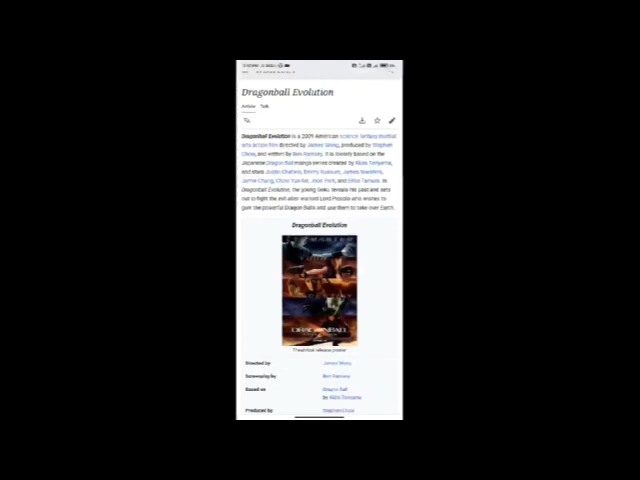 Dragonball Evolution
Article Talk
Dragonball Evolution is a 2009 American science fantasy martial
arts action film directed by James Wong, produced by Stephen
Chow, and written by Ben Ramsey. It is loosely based on the
Japanese Dragon Ball manga series created by Akira Toriyama,
and stars Justin Chatwin, Emmy Rossum, James Marsters,
Jamie Chung, Chow Yun-fat, Joon Park, and Eriko Tamura. In
Dragonball Evolution, the young Goku reveals his past and sets
out to fight the evil alien warlord Lord Piccolo who wishes to
gain the powerful Dragon Balls and use them to take over Earth.
Dragonball Evolution
DRAGONBALL
Theatrical release poster
Directed by James Wong
Screenplay by Ben Ramsey
Based on Dragon Ball
by Akira Toriyama
Produced by Stephen Chow